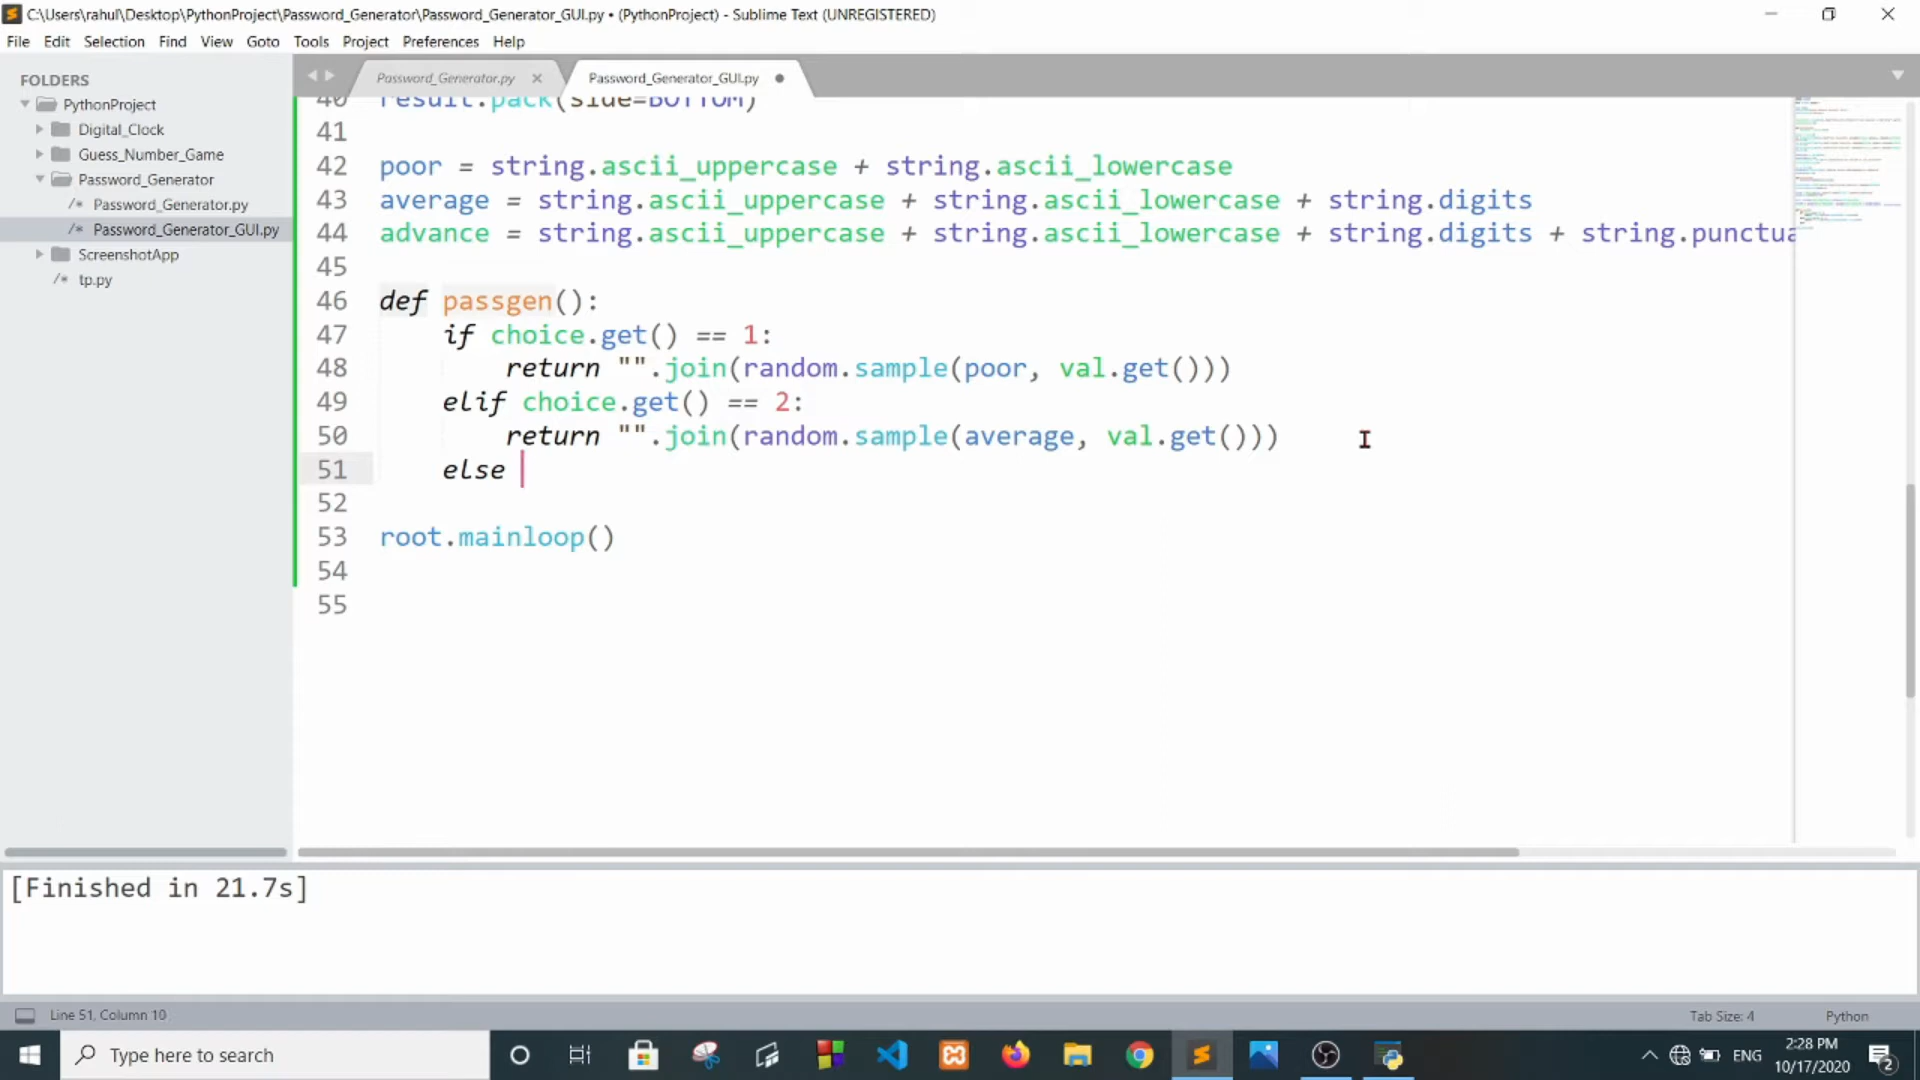 C:\Users\rahul\Desktop\PythonProject\Password_Generator\Password_Generator_GUI.py • (PythonProject) - Sublime Text (UNREGISTERED)
File Edit Selection Find View Goto Tools Project Preferences Help
FOLDERS
PythonProject
Digital_Clock
Guess_Number_Game
Password_Generator
/* Password_Generator.py
/* Password_Generator_GUI.py
ScreenshotApp
/* tp.py
Password_Generator.py × Password_Generator_GUI.py
40 result.pack(side=BOTTOM)
41
42 poor = string.ascii_uppercase + string.ascii_lowercase
43 average = string.ascii_uppercase + string.ascii_lowercase + string.digits
44 advance = string.ascii_uppercase + string.ascii_lowercase + string.digits + string.punctua
45
46 def passgen():
47 if choice.get() == 1:
48 return "".join(random.sample(poor, val.get()))
49 elif choice.get() == 2:
50 return "".join(random.sample(average, val.get()))
51 else
52
53 root.mainloop()
54
55
[Finished in 21.7s]
Line 51, Column 10 Tab Size: 4 Python
Type here to search
ENG
2:28 PM
10/17/2020
2